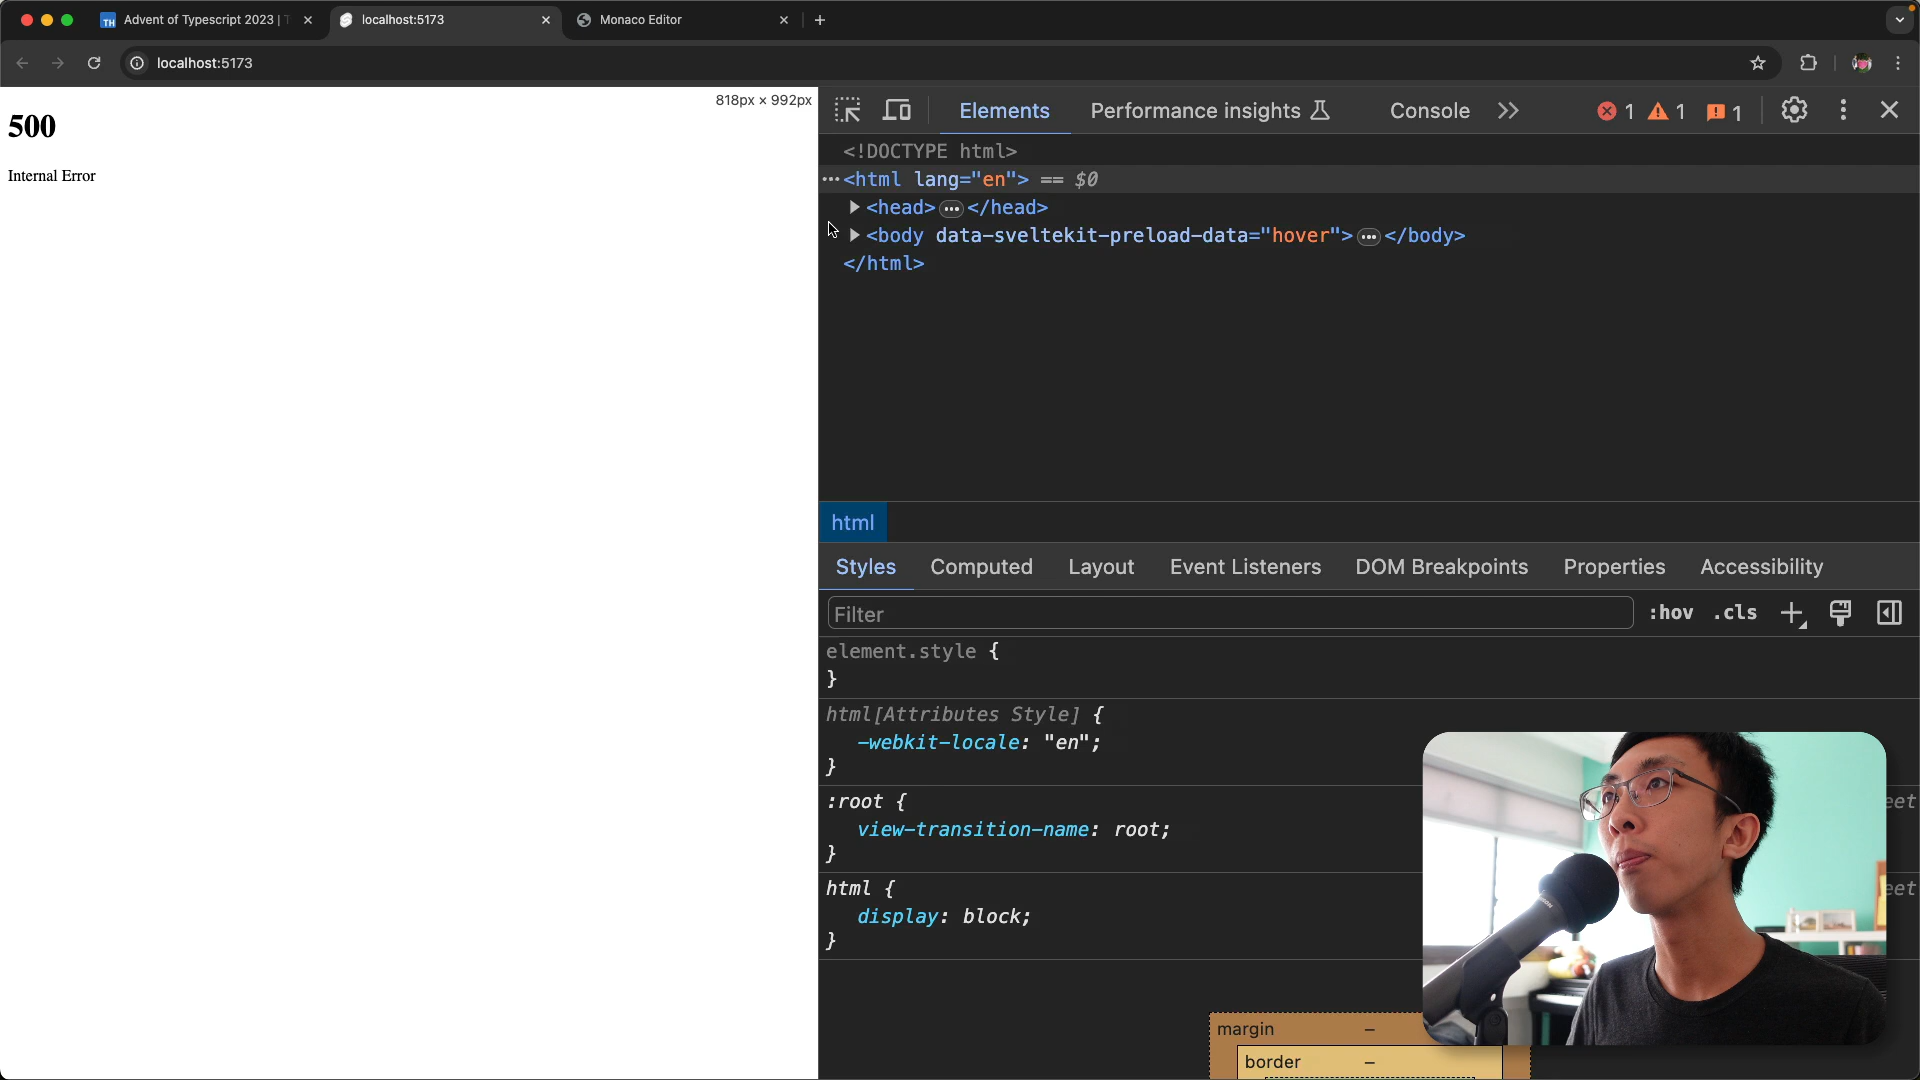 Advent of Typescript 2023 |
localhost:5173
Monaco Editor
localhost:5173
818px × 992px
500
Internal Error
Elements
Performance insights
Console
1
1
1
<!DOCTYPE html>
<html lang="en"> == $0
<head>…</head>
<body data-sveltekit-preload-data="hover">…</body>
</html>
html
Styles
Computed
Layout
Event Listeners
DOM Breakpoints
Properties
Accessibility
Filter
:hov
.cls
element.style {
}
html[Attributes Style] {
-webkit-locale: "en";
}
:root {
view-transition-name: root;
}
html {
display: block;
}
margin
–
border
–